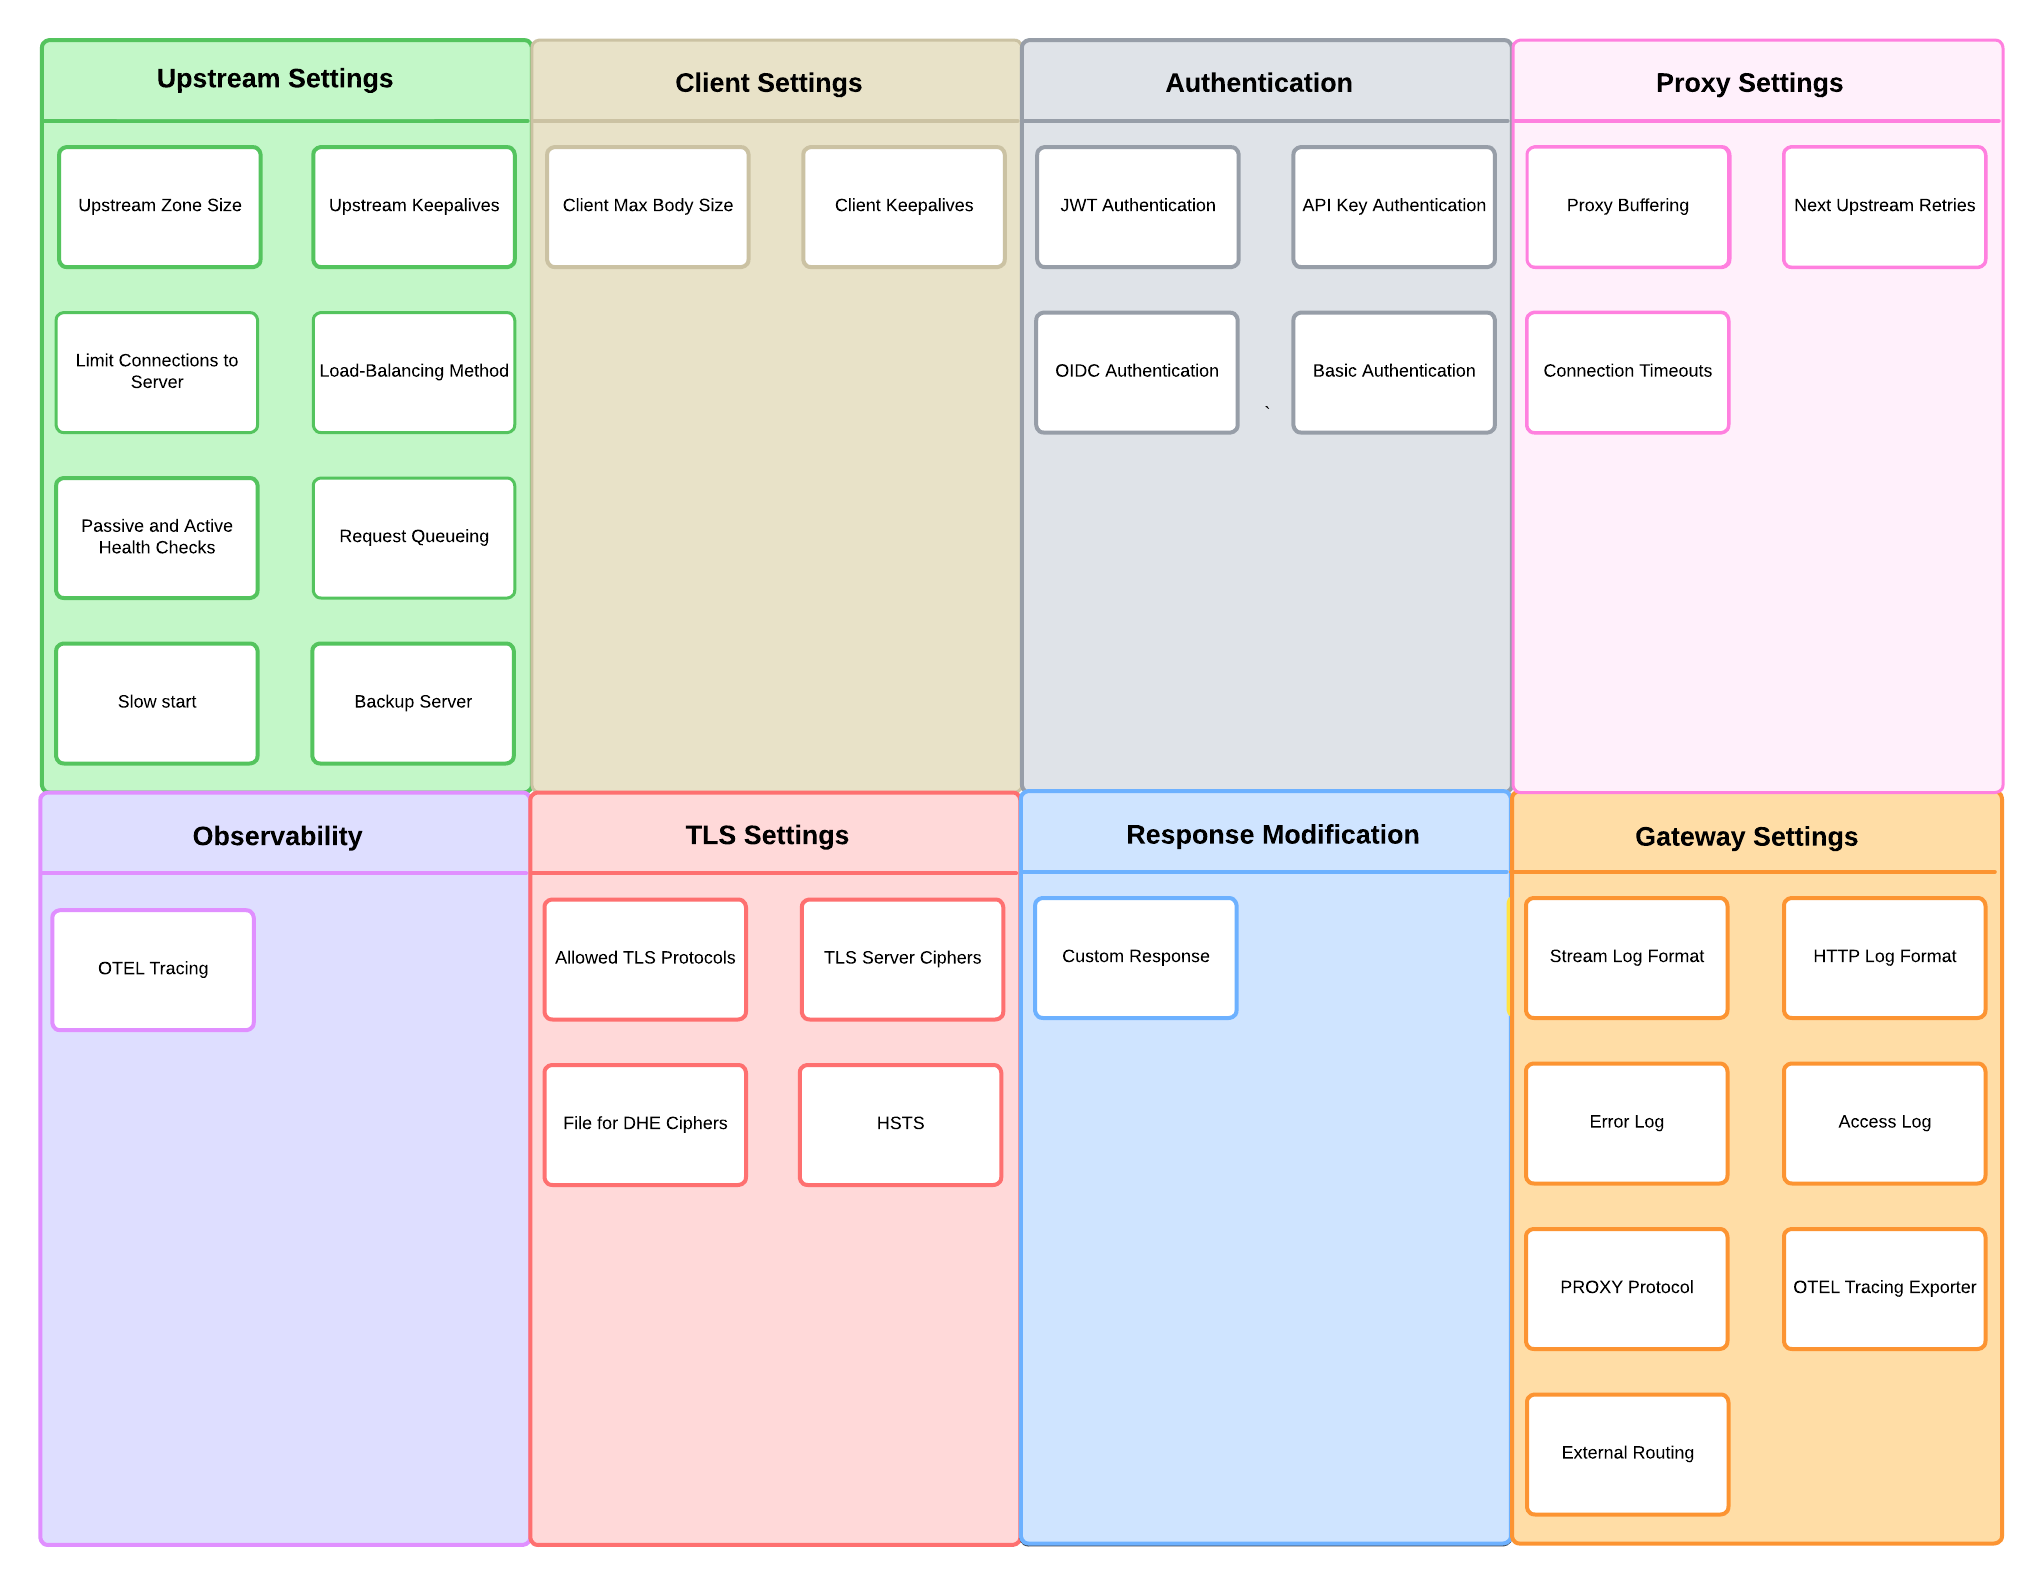 Upstream Settings
Upstream Zone Size
Upstream Keepalives
Limit Connections to
Server
Load-Balancing Method
Passive and Active
Health Checks
Request Queueing
Slow start
Backup Server
Client Settings
Client Max Body Size
Client Keepalives
Authentication
JWT Authentication
API Key Authentication
OIDC Authentication
`
Basic Authentication
Proxy Settings
Proxy Buffering
Next Upstream Retries
Connection Timeouts
Observability
OTEL Tracing
TLS Settings
Allowed TLS Protocols
TLS Server Ciphers
File for DHE Ciphers
HSTS
Response Modification
Custom Response
Gateway Settings
Stream Log Format
HTTP Log Format
Error Log
Access Log
PROXY Protocol
OTEL Tracing Exporter
External Routing